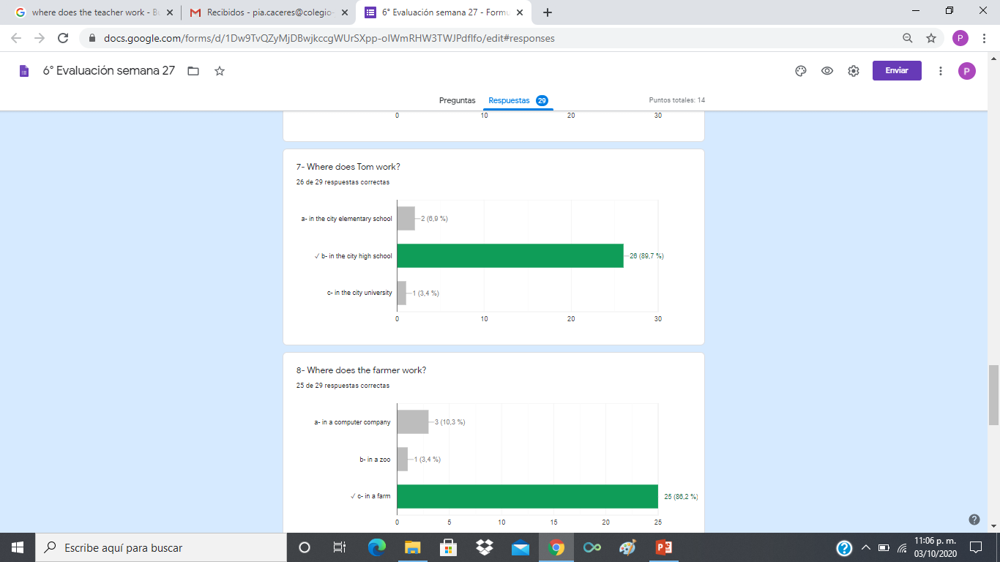 where does the teacher work - Bu
Recibidos - pia.caceres@colegio-
6° Evaluación semana 27 - Formu
docs.google.com/forms/d/1Dw9TvQZyMjDBwjkccgWUrSXpp-oIWmRHW3TWJPdfIfo/edit#responses
P
6° Evaluación semana 27
Enviar
P
Preguntas
Respuestas 29
Puntos totales: 14
0 10 20 30
7- Where does Tom work?
26 de 29 respuestas correctas
a- in the city elementary school
2 (6,9 %)
✓ b- in the city high school
26 (89,7 %)
c- in the city university
1 (3,4 %)
0 10 20 30
8- Where does the farmer work?
25 de 29 respuestas correctas
a- in a computer company
3 (10,3 %)
b- in a zoo
1 (3,4 %)
✓ c- in a farm
25 (86,2 %)
0 5 10 15 20 25
Escribe aquí para buscar
11:06 p. m.
03/10/2020